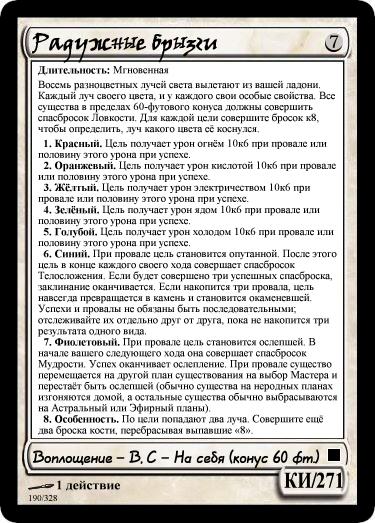 Радужные брызги
7
Длительность: Мгновенная
Восемь разноцветных лучей света вылетают из вашей ладони.
Каждый луч своего цвета, и у каждого свои особые свойства. Все
существа в пределах 60-футового конуса должны совершить
спасбросок Ловкости. Для каждой цели совершите бросок к8,
чтобы определить, луч какого цвета её коснулся.
1. Красный. Цель получает урон огнём 10к6 при провале или
половину этого урона при успехе.
2. Оранжевый. Цель получает урон кислотой 10к6 при провале
или половину этого урона при успехе.
3. Жёлтый. Цель получает урон электричеством 10к6 при
провале или половину этого урона при успехе.
4. Зелёный. Цель получает урон ядом 10к6 при провале или
половину этого урона при успехе.
5. Голубой. Цель получает урон холодом 10к6 при провале или
половину этого урона при успехе.
6. Синий. При провале цель становится опутанной. После этого
цель в конце каждого своего хода совершает спасбросок
Телосложения. Если будет совершено три успешных спасброска,
заклинание оканчивается. Если накопится три провала, цель
навсегда превращается в камень и становится окаменевшей.
Успехи и провалы не обязаны быть последовательными;
отслеживайте их отдельно друг от друга, пока не накопится три
результата одного вида.
7. Фиолетовый. При провале цель становится ослепшей. В
начале вашего следующего хода она совершает спасбросок
Мудрости. Успех оканчивает ослепление. При провале существо
перемещается на другой план существования на выбор Мастера и
перестаёт быть ослепшей (обычно существа на неродных планах
изгоняются домой, а остальные существа обычно выбрасываются
на Астральный или Эфирный планы).
8. Особенность. По цели попадают два луча. Совершите ещё
два броска кости, перебрасывая выпавшие «8».
Воплощение – В, С – На себя (конус 60 фт.)
КИ/271
1 действие
190/328